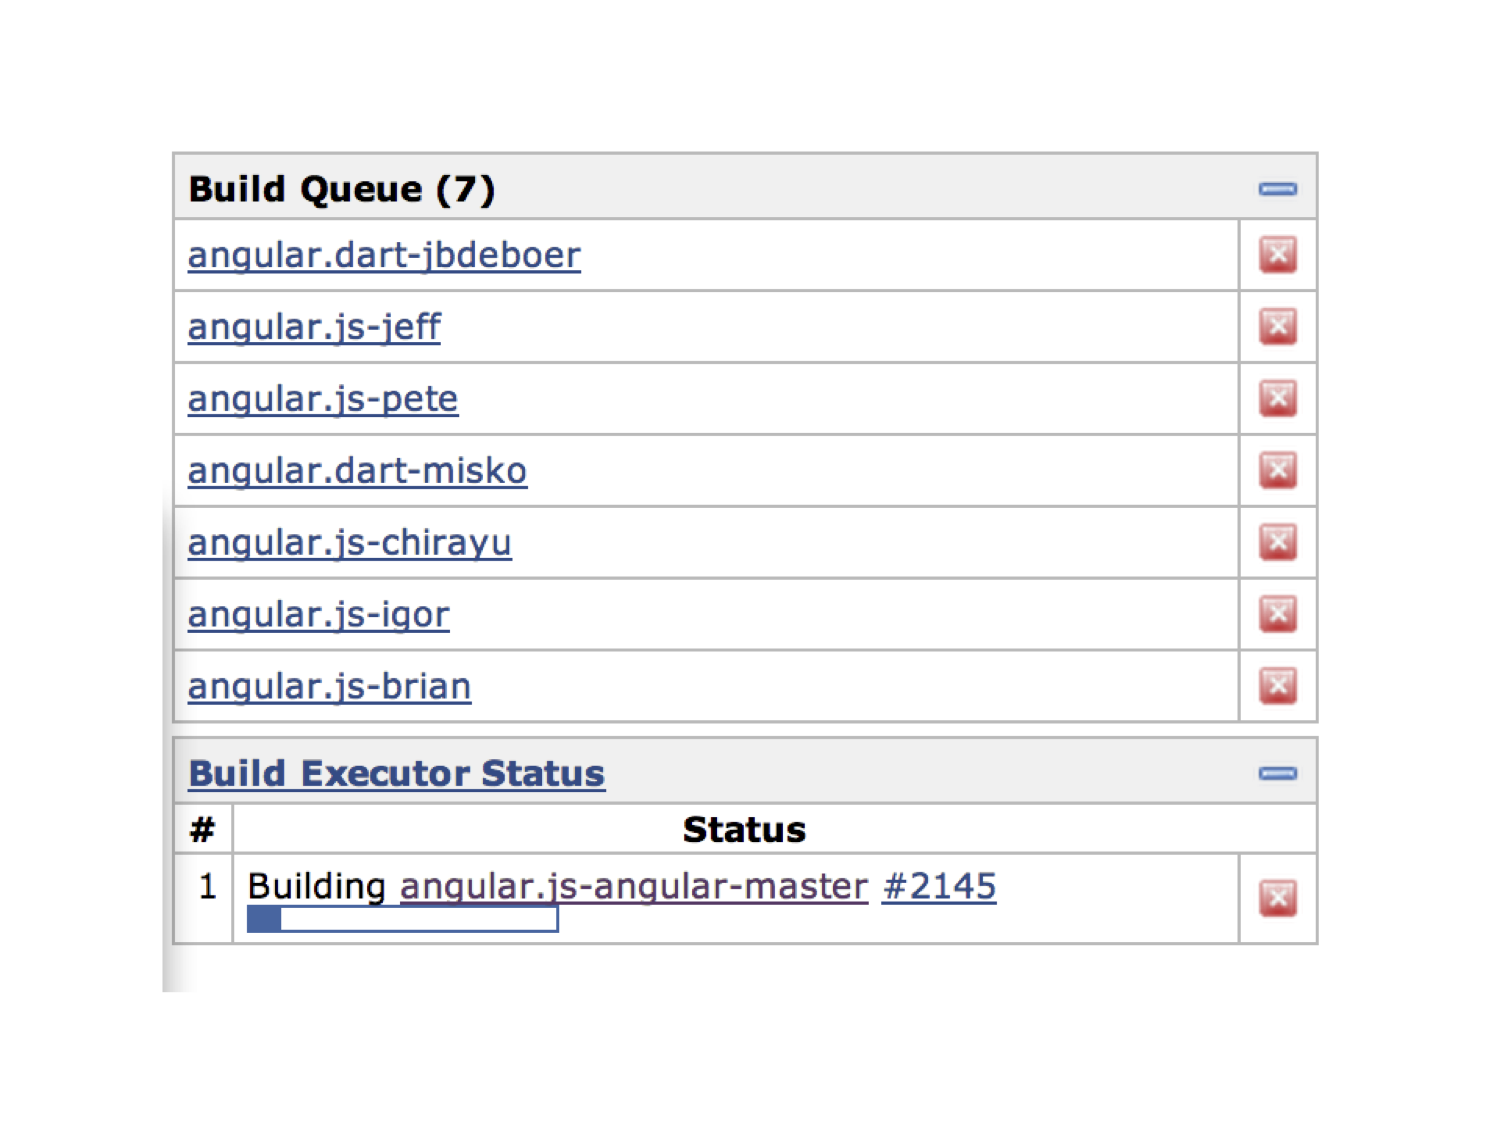 Build Queue (7)
angular.dart-jbdeboer
angular.js-jeff
angular.js-pete
angular.dart-misko
angular.js-chirayu
angular.js-igor
angular.js-brian
Build Executor Status
# Status
1 Building angular.js-angular-master #2145